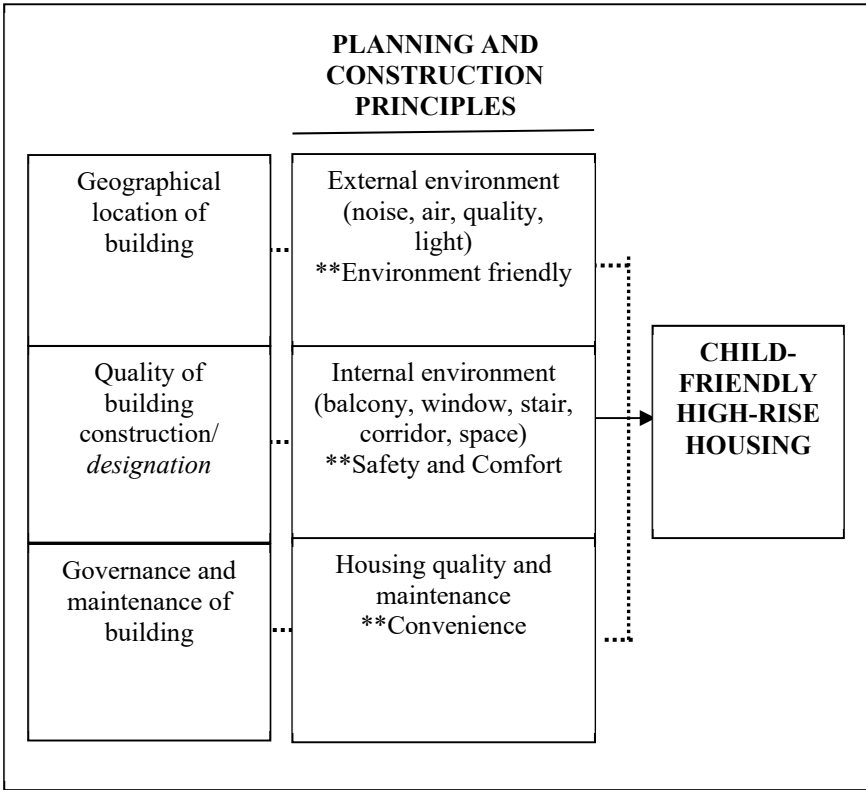 PLANNING AND
CONSTRUCTION
PRINCIPLES
Geographical
location of
building
External environment
(noise, air, quality,
light)
**Environment friendly
Quality of
building
construction/
designation
Internal environment
(balcony, window, stair,
corridor, space)
**Safety and Comfort
Governance and
maintenance of
building
Housing quality and
maintenance
**Convenience
CHILD-
FRIENDLY
HIGH-RISE
HOUSING